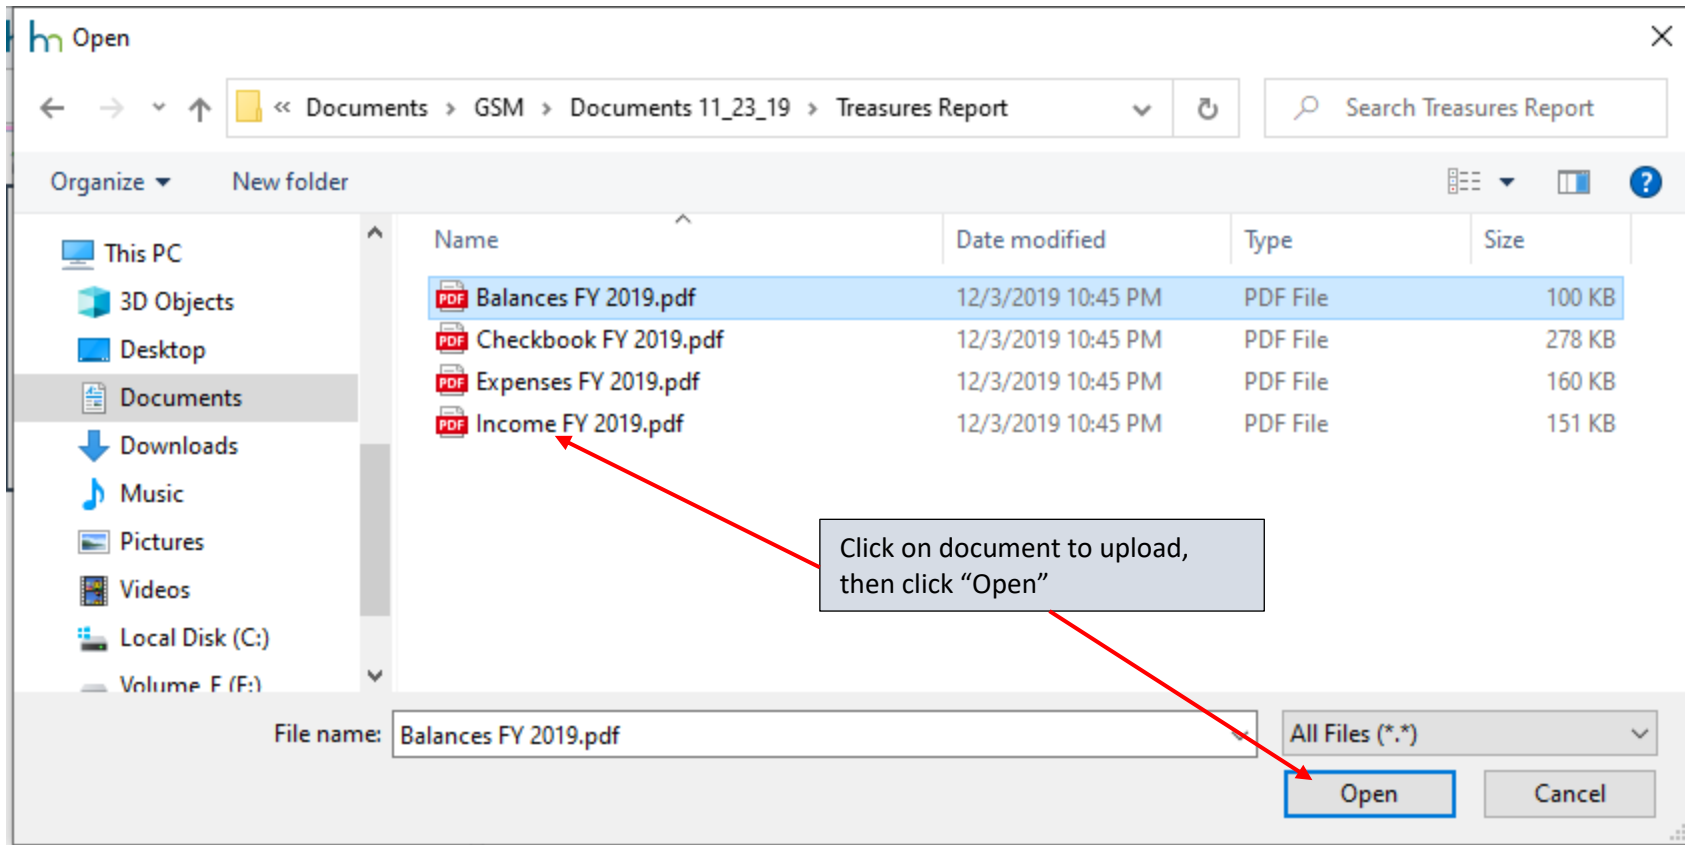 hn Open
« Documents › GSM › Documents 11_23_19 › Treasures Report
Search Treasures Report
Organize
New folder
?
This PC
3D Objects
Desktop
Documents
Downloads
Music
Pictures
Videos
Local Disk (C:)
Name Date modified Type Size
PDF Balances FY 2019.pdf 12/3/2019 10:45 PM PDF File 100 KB
PDF Checkbook FY 2019.pdf 12/3/2019 10:45 PM PDF File 278 KB
PDF Expenses FY 2019.pdf 12/3/2019 10:45 PM PDF File 160 KB
PDF Income FY 2019.pdf 12/3/2019 10:45 PM PDF File 151 KB
Click on document to upload,
then click “Open”
File name: Balances FY 2019.pdf
All Files (*.*)
Open
Cancel